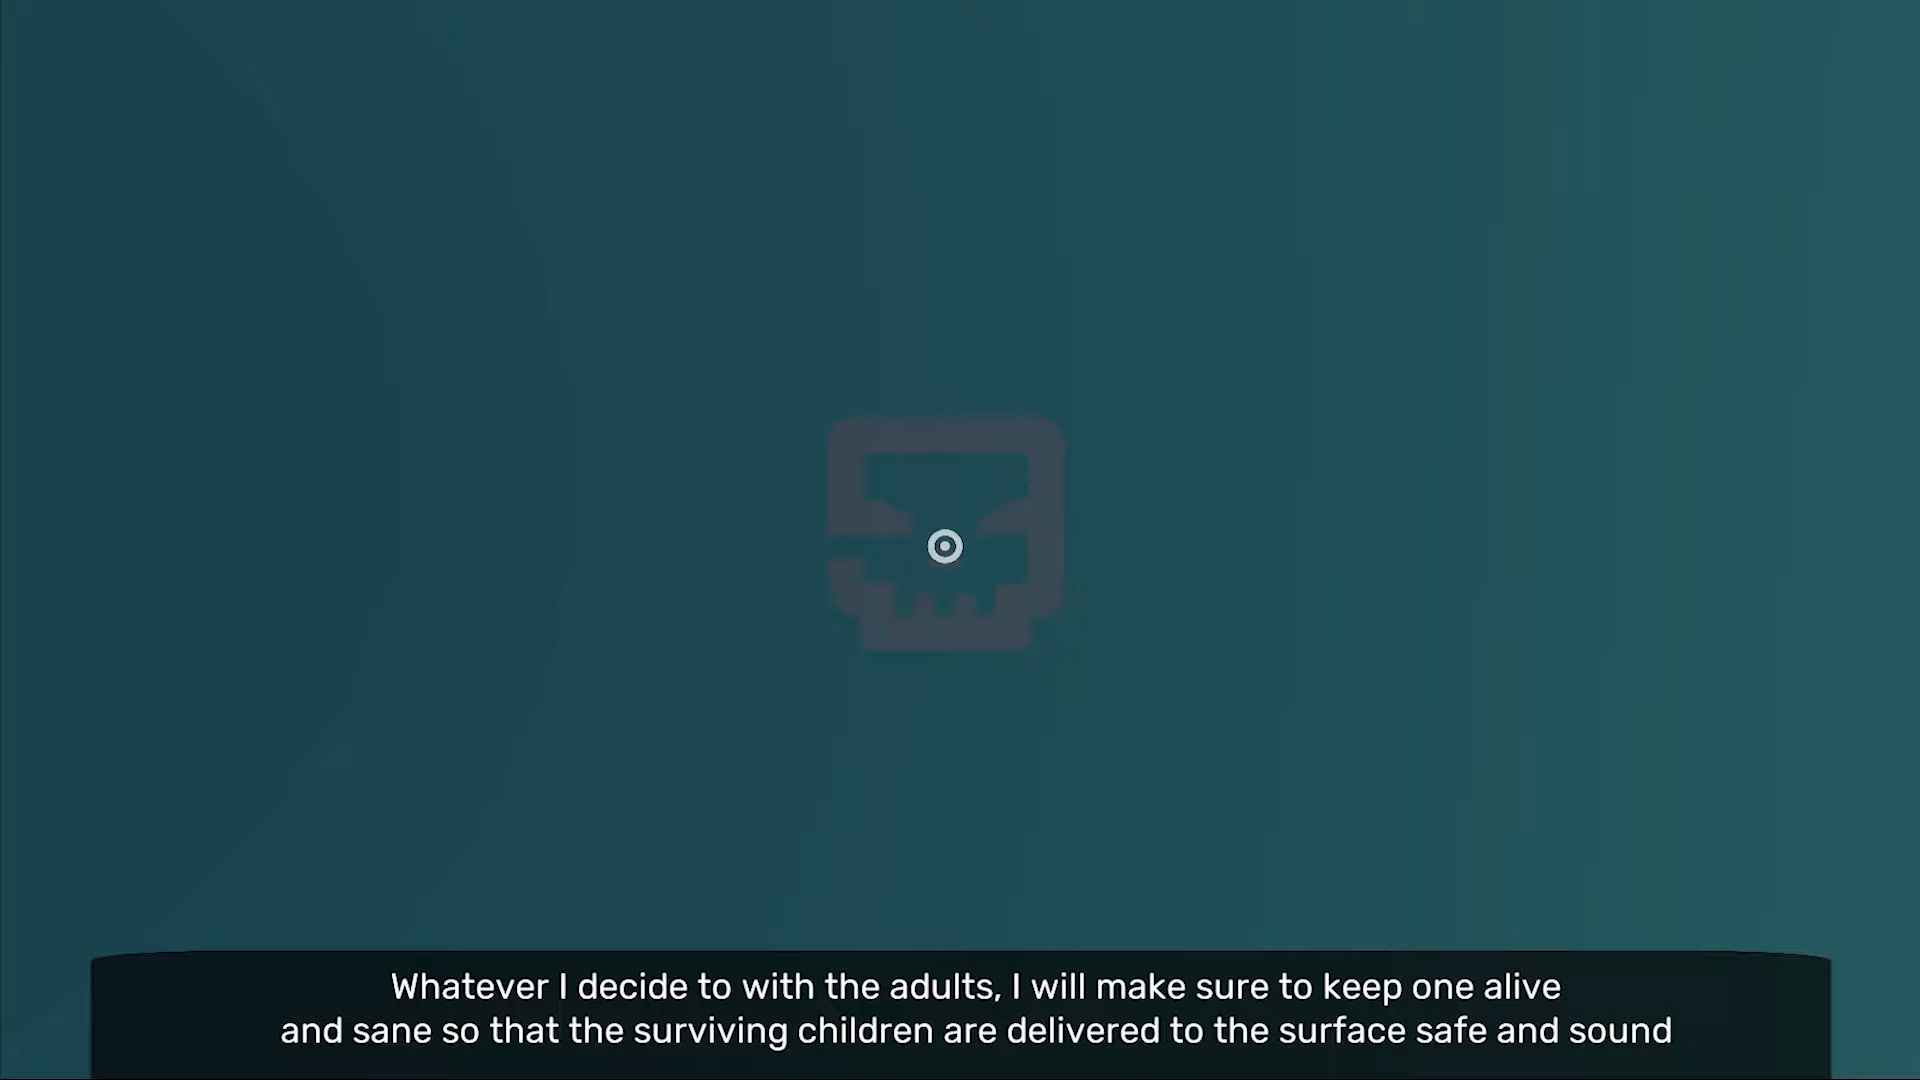 Whatever I decide to with the adults, I will make sure to keep one alive
and sane so that the surviving children are delivered to the surface safe and sound